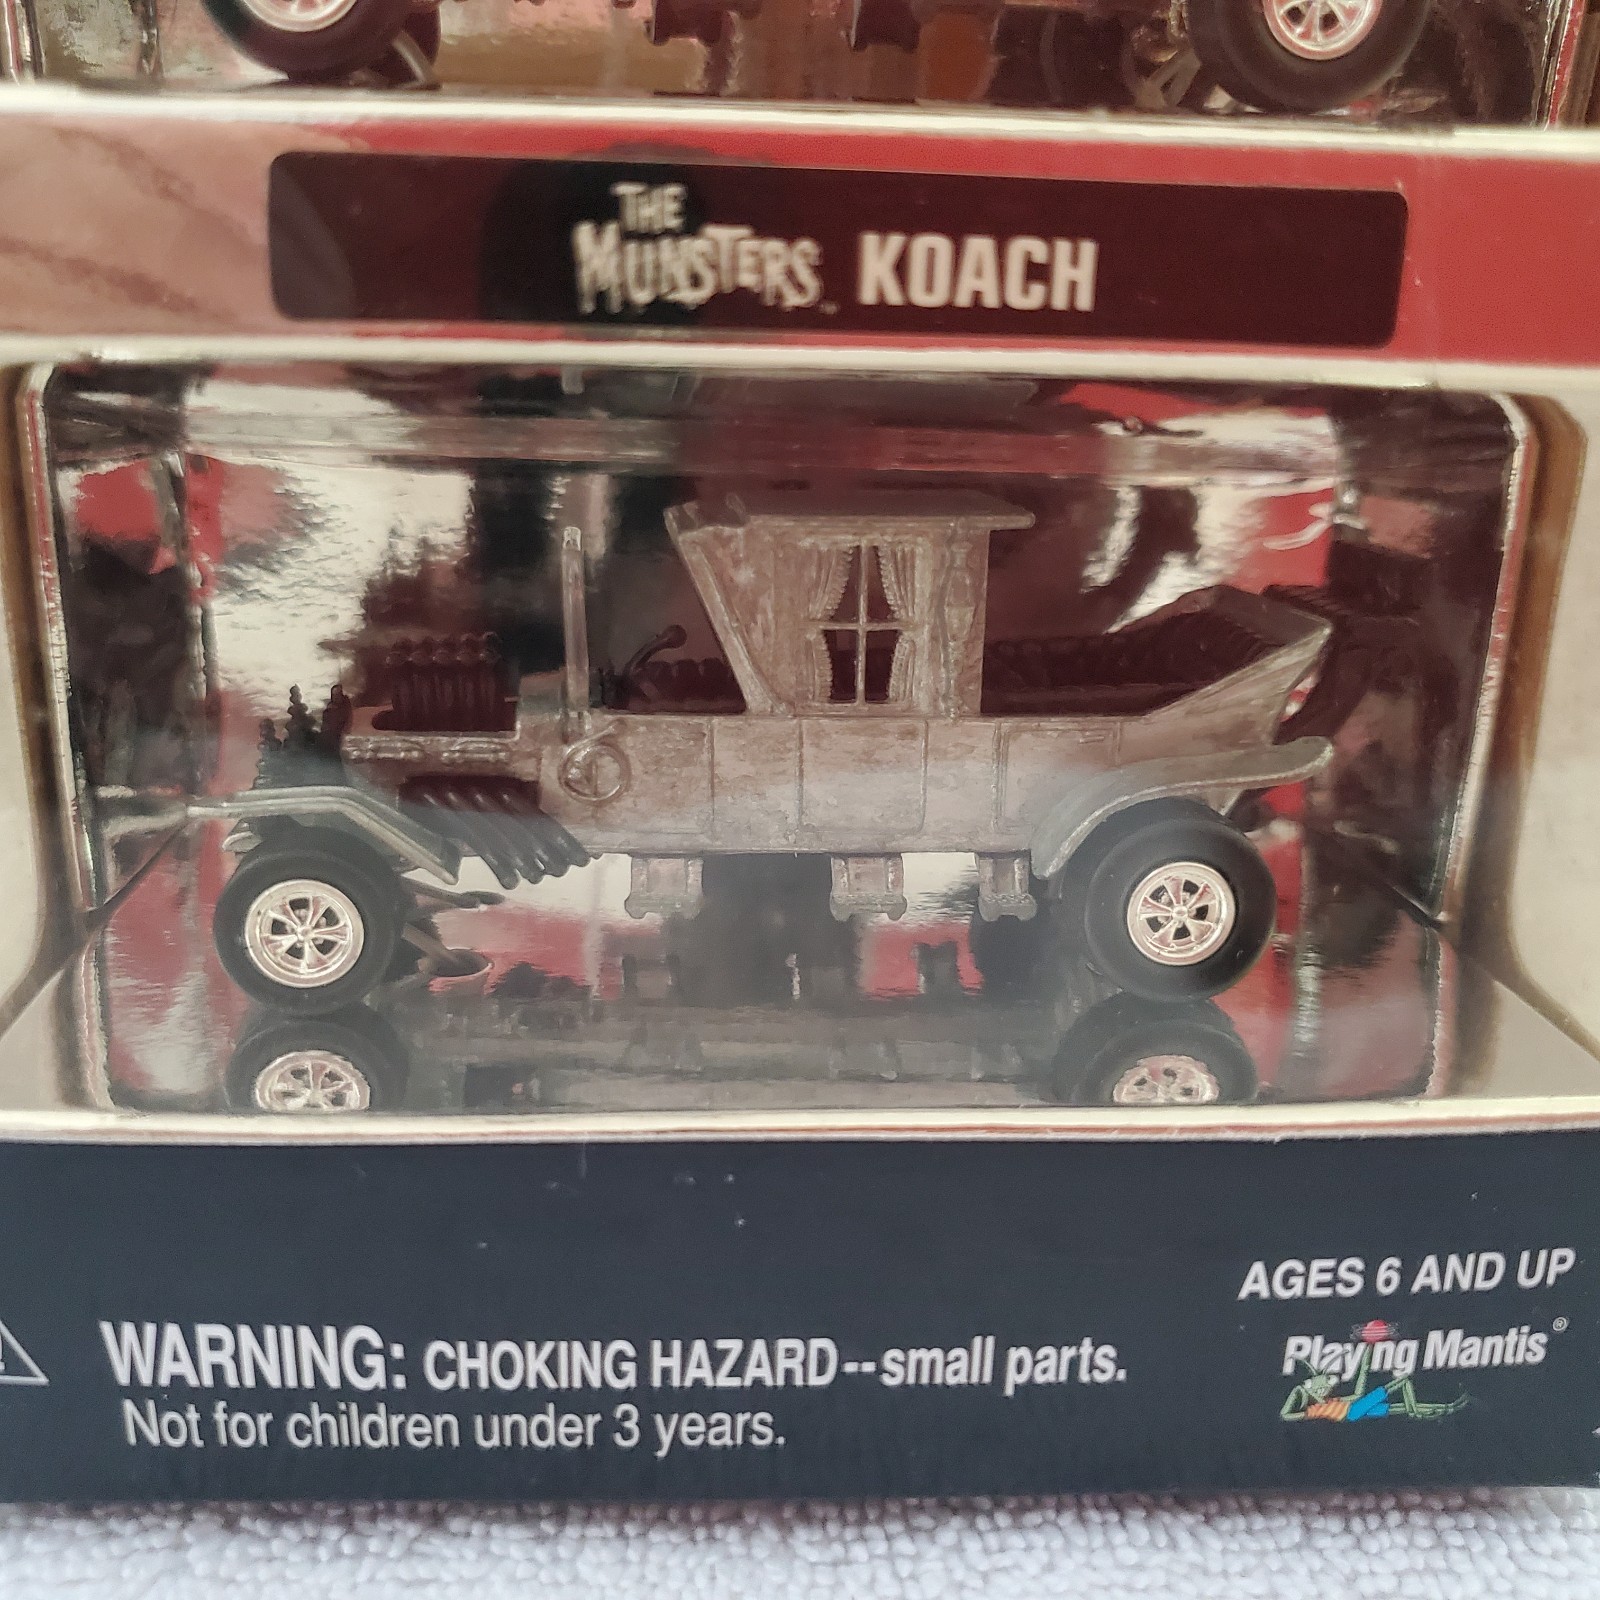 THE
MUNSTERS™ KOACH
AGES 6 AND UP
Playing Mantis®
WARNING: CHOKING HAZARD--small parts.
Not for children under 3 years.